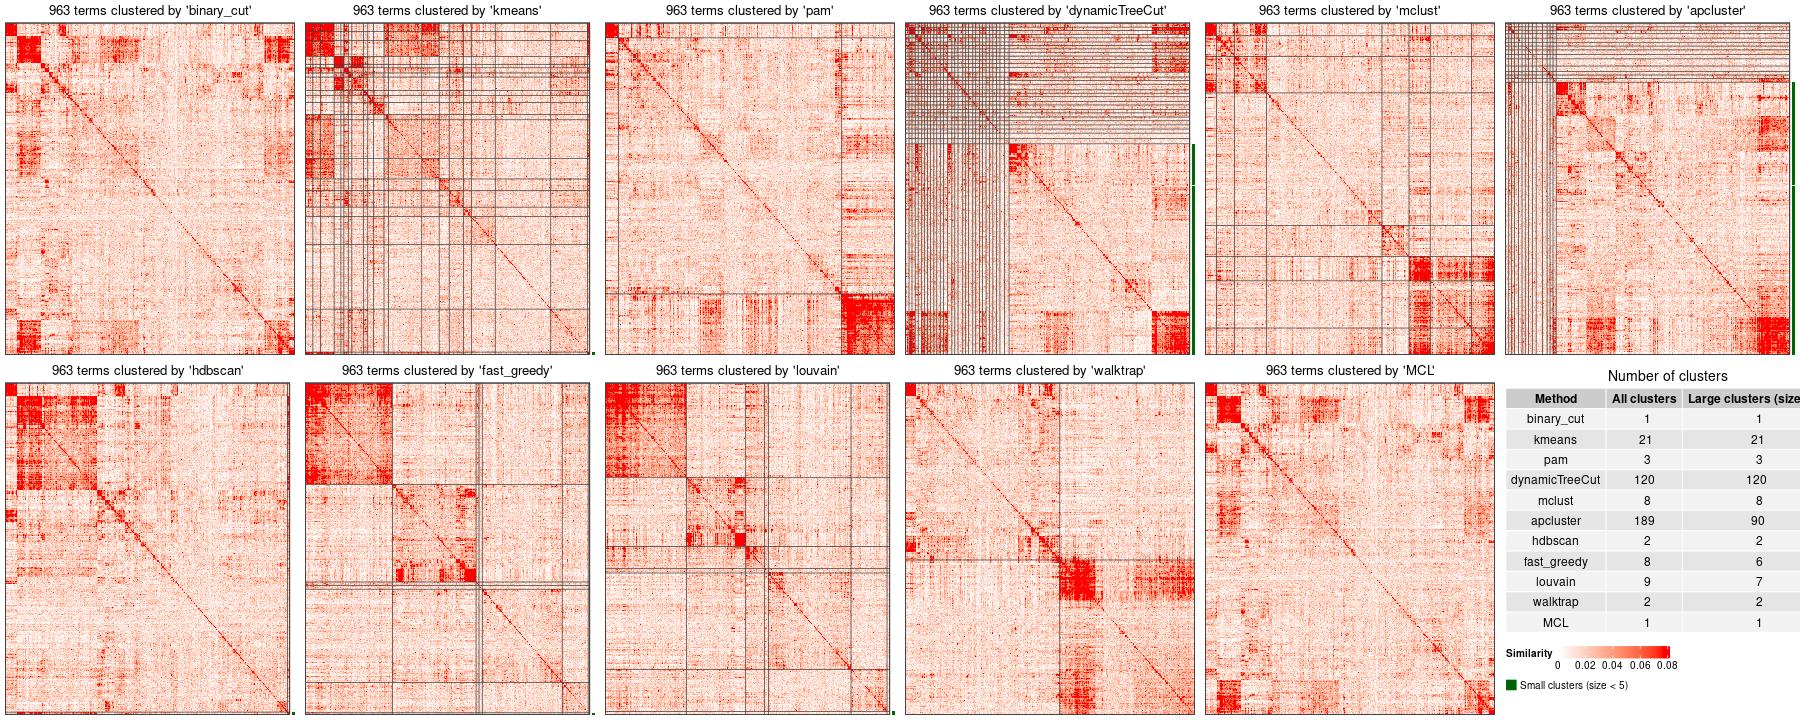 963 terms clustered by 'binary_cut'
963 terms clustered by 'kmeans'
963 terms clustered by 'pam'
963 terms clustered by 'dynamicTreeCut'
963 terms clustered by 'mclust'
963 terms clustered by 'apcluster'
963 terms clustered by 'hdbscan'
963 terms clustered by 'fast_greedy'
963 terms clustered by 'louvain'
963 terms clustered by 'walktrap'
963 terms clustered by 'MCL'
Number of clusters
Method All clusters Large clusters (size
binary_cut 1 1
kmeans 21 21
pam 3 3
dynamicTreeCut 120 120
mclust 8 8
apcluster 189 90
hdbscan 2 2
fast_greedy 8 6
louvain 9 7
walktrap 2 2
MCL 1 1
Similarity
0 0.02 0.04 0.06 0.08
Small clusters (size < 5)